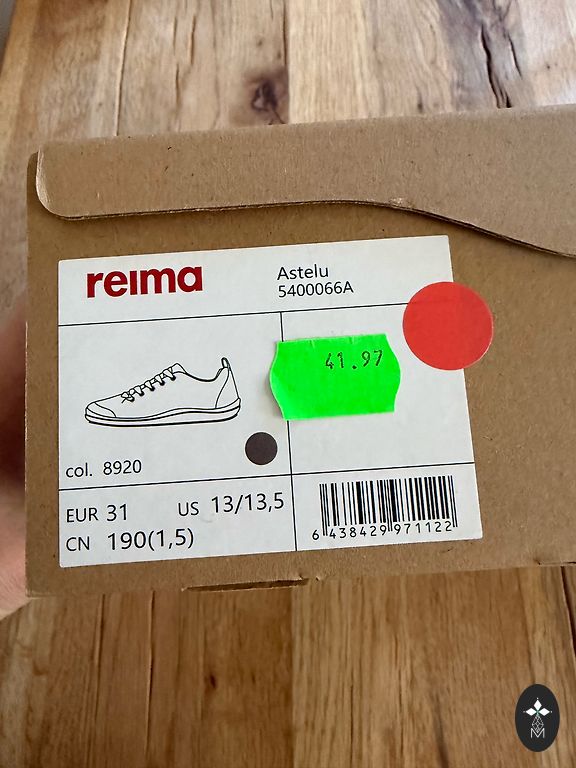 reima
Astelu
5400066A
41.97
col. 8920
EUR 31 US 13/13,5
CN 190(1,5)
6 438429 971122
M